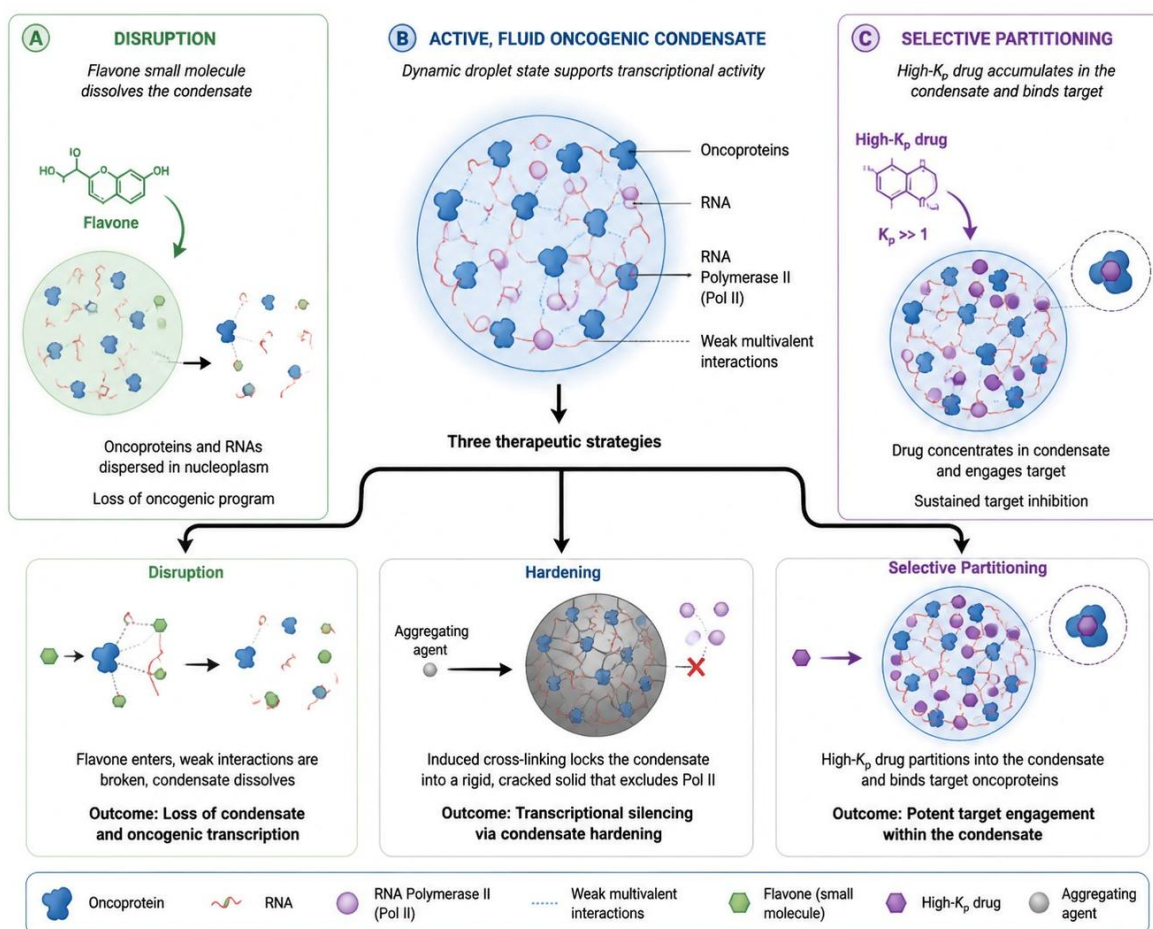 A DISRUPTION
Flavone small molecule
dissolves the condensate
IO
HO
OH
Flavone
Oncoproteins and RNAs
dispersed in nucleoplasm
Loss of oncogenic program
B ACTIVE, FLUID ONCOGENIC CONDENSATE
Dynamic droplet state supports transcriptional activity
Oncoproteins
RNA
RNA
Polymerase II
(Pol II)
Weak multivalent
interactions
Three therapeutic strategies
C SELECTIVE PARTITIONING
High-Kp drug accumulates in the
condensate and binds target
High-Kp drug
Kp >> 1
Drug concentrates in condensate
and engages target
Sustained target inhibition
Disruption
Flavone enters, weak interactions are
broken, condensate dissolves
Outcome: Loss of condensate
and oncogenic transcription
Hardening
Aggregating
agent
Induced cross-linking locks the condensate
into a rigid, cracked solid that excludes Pol II
Outcome: Transcriptional silencing
via condensate hardening
Selective Partitioning
High-Kp drug partitions into the condensate
and binds target oncoproteins
Outcome: Potent target engagement
within the condensate
Oncoprotein
RNA
RNA Polymerase II
(Pol II)
Weak multivalent
interactions
Flavone (small
molecule)
High-Kp drug
Aggregating
agent